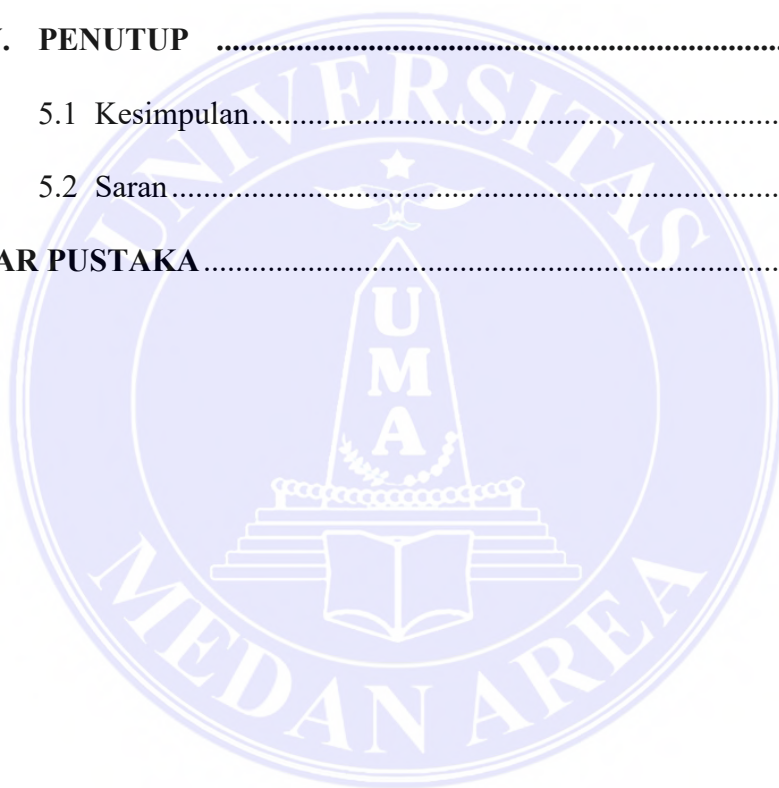 . PENUTUP ........................................................................
5.1 Kesimpulan..................................................................
5.2 Saran............................................................................
AR PUSTAKA........................................................................
UNIVERSITAS
UMA
MEDAN AREA